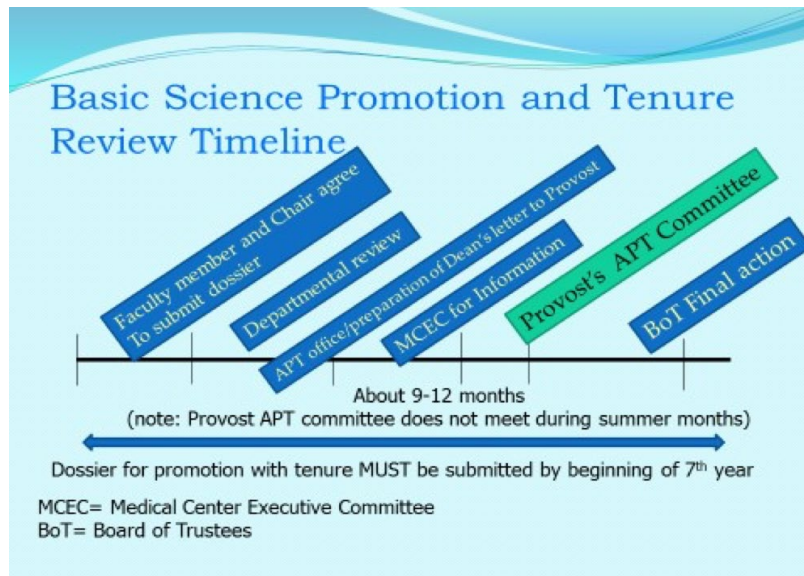 Basic Science Promotion and Tenure
Review Timeline
Faculty member and Chair agree
To submit dossier
Departmental review
APT office/preparation of Dean's letter to Provost
MCEC for Information
Provost's APT Committee
BoT Final action
About 9-12 months
(note: Provost APT committee does not meet during summer months)
Dossier for promotion with tenure MUST be submitted by beginning of 7th year
MCEC= Medical Center Executive Committee
BoT= Board of Trustees